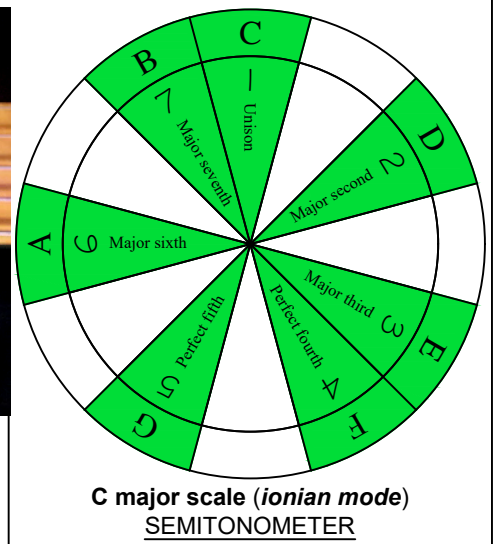 C
1 Unison
D
2 Major second
E
3 Major third
F
4 Perfect fourth
G
5 Perfect fifth
A
6 Major sixth
B
7 Major seventh
C major scale (ionian mode)
SEMITONOMETER